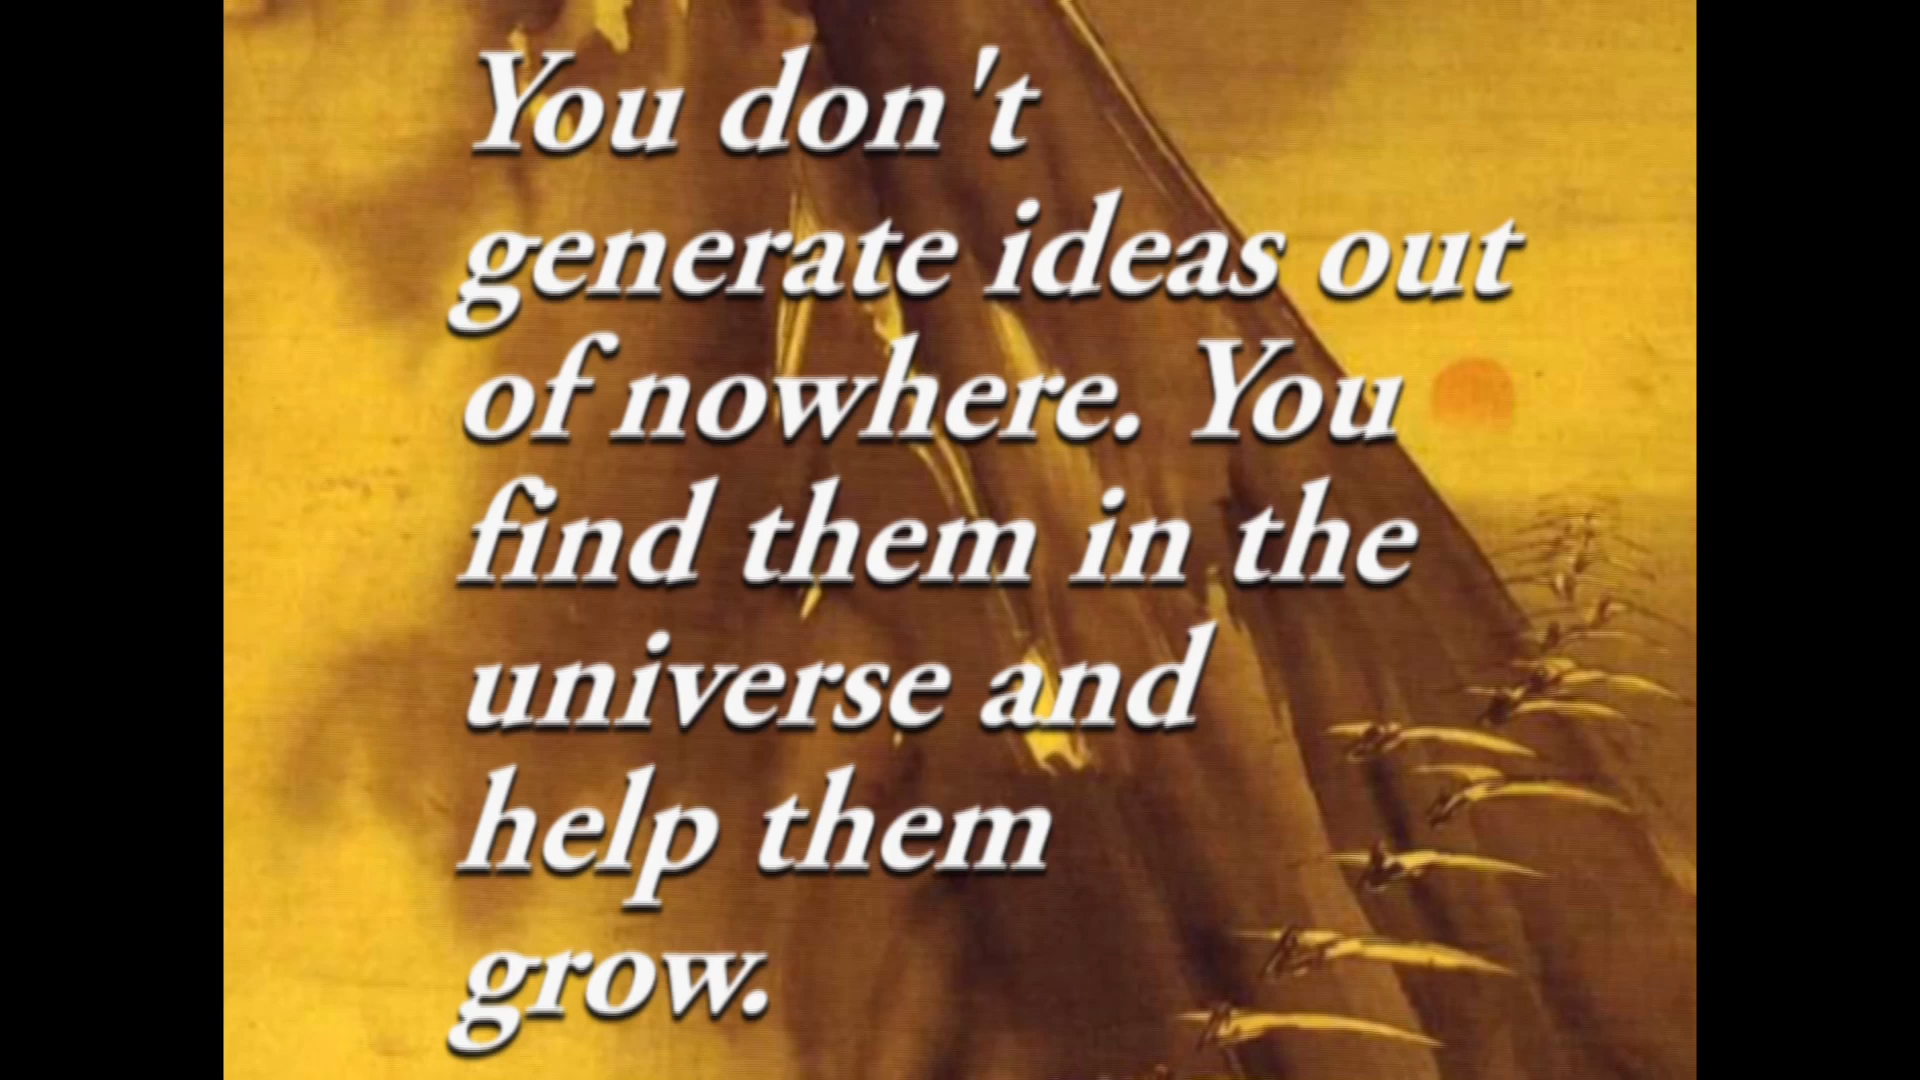 You don't
generate ideas out
of nowhere. You
find them in the
universe and
help them
grow.